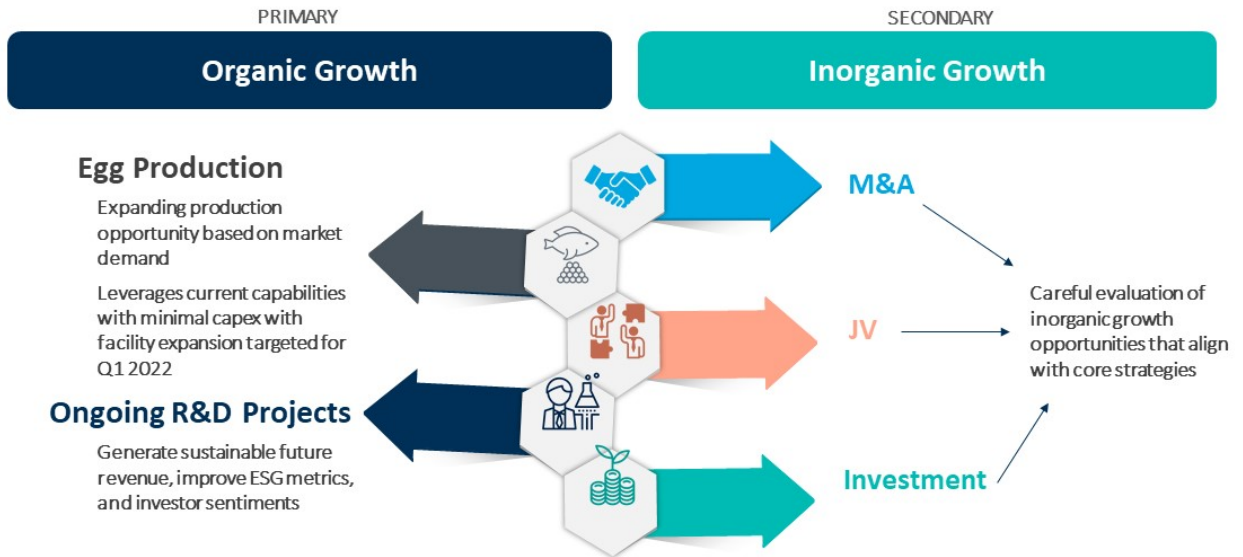 PRIMARY
Organic Growth
Egg Production
Expanding production
opportunity based on market
demand
Leverages current capabilities
with minimal capex with
facility expansion targeted for
Q1 2022
Ongoing R&D Projects
Generate sustainable future
revenue, improve ESG metrics,
and investor sentiments
SECONDARY
Inorganic Growth
M&A
JV
Investment
Careful evaluation of
inorganic growth
opportunities that align
with core strategies